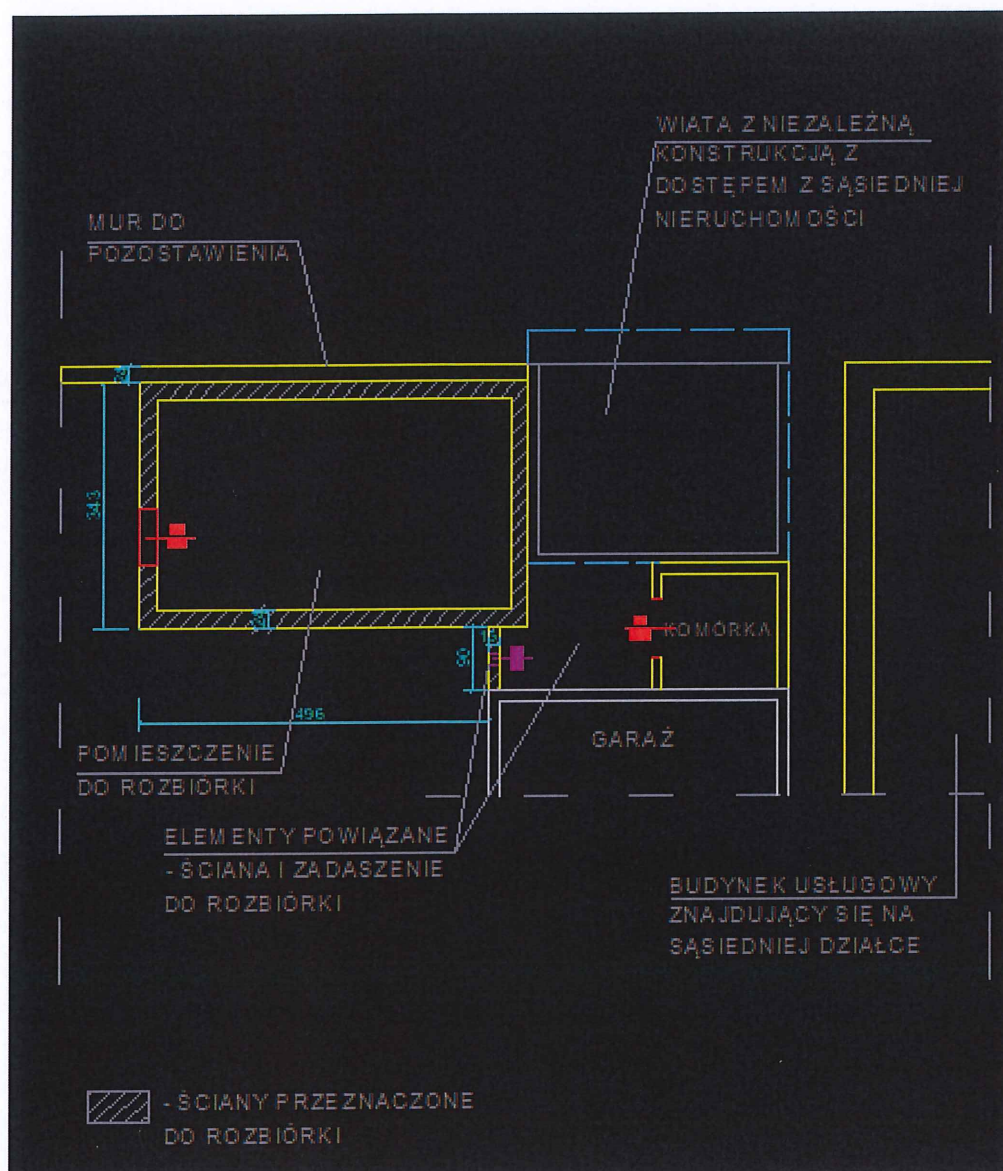 WIATA Z NIEZALEŻNĄ
KONSTRUKCJĄ Z
DOSTĘPEM Z SĄSIEDNIEJ
NIERUCHOMOŚCI
MUR DO
POZOSTAWIENIA
343
KOMÓRKA
15
90
496
GARAŻ
POMIESZCZENIE
DO ROZBIÓRKI
ELEMENTY POWIĄZANE
- ŚCIANA I ZADASZENIE
DO ROZBIÓRKI
BUDYNEK USŁUGOWY
ZNAJDUJĄCY SIĘ NA
SĄSIEDNIEJ DZIAŁCE
- ŚCIANY PRZEZNACZONE
DO ROZBIÓRKI